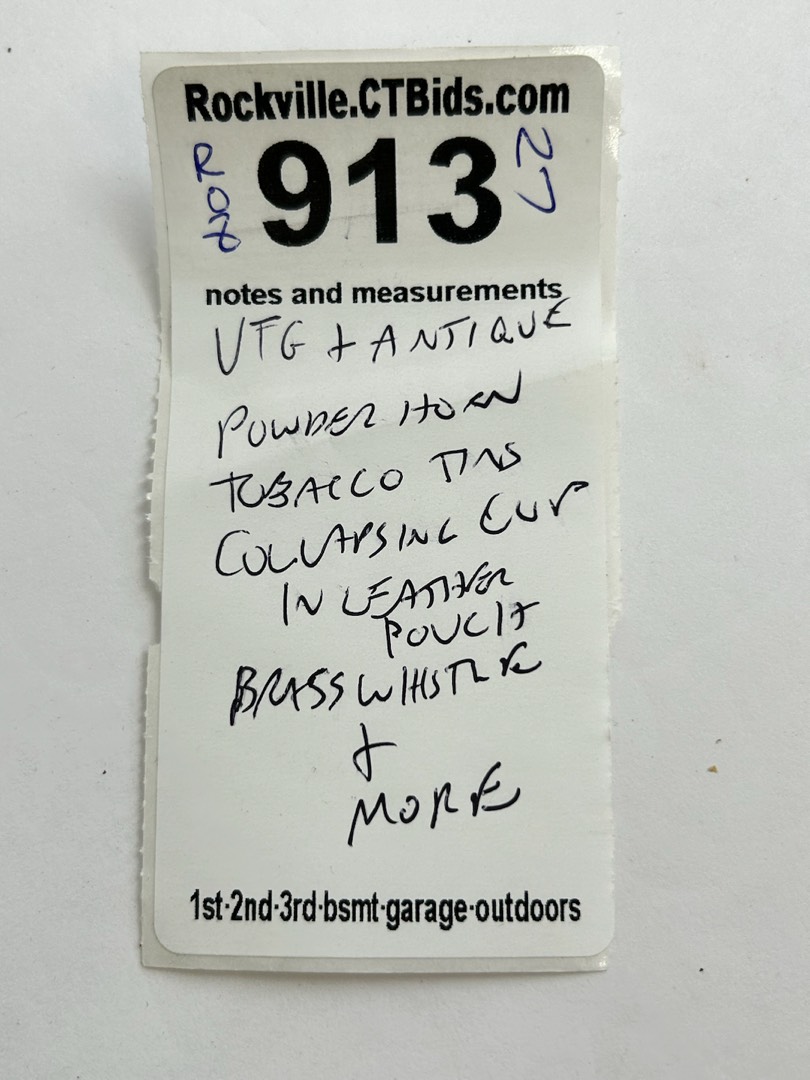 Rockville.CTBids.com
913
notes and measurements
VTG + ANTIQUE
POWDER HORN
TOBACCO TINS
COLLAPSING CUP
IN LEATHER
POUCH
BRASS WHISTLE
+
MORE
1st·2nd·3rd·bsmt·garage·outdoors